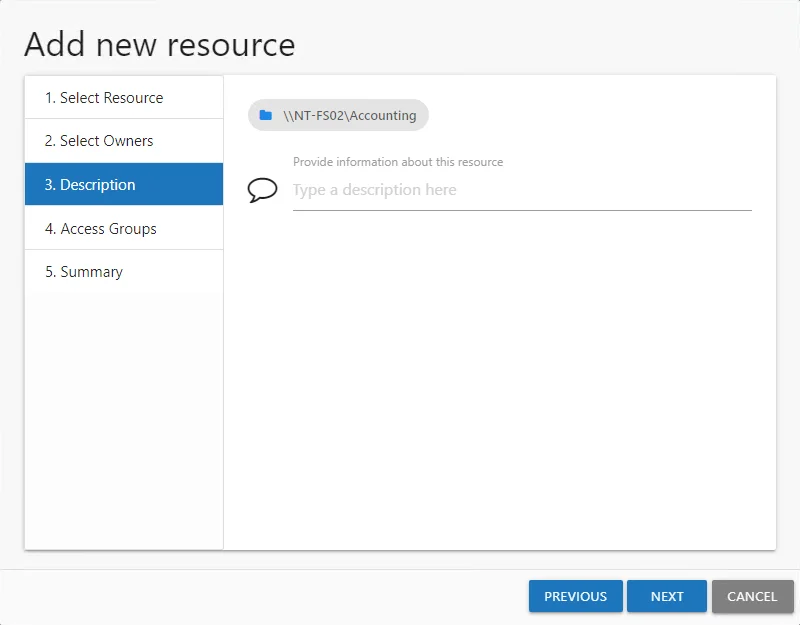 Add new resource
1. Select Resource
2. Select Owners
3. Description
4. Access Groups
5. Summary
\\NT-FS02\Accounting
Provide information about this resource
Type a description here
PREVIOUS
NEXT
CANCEL